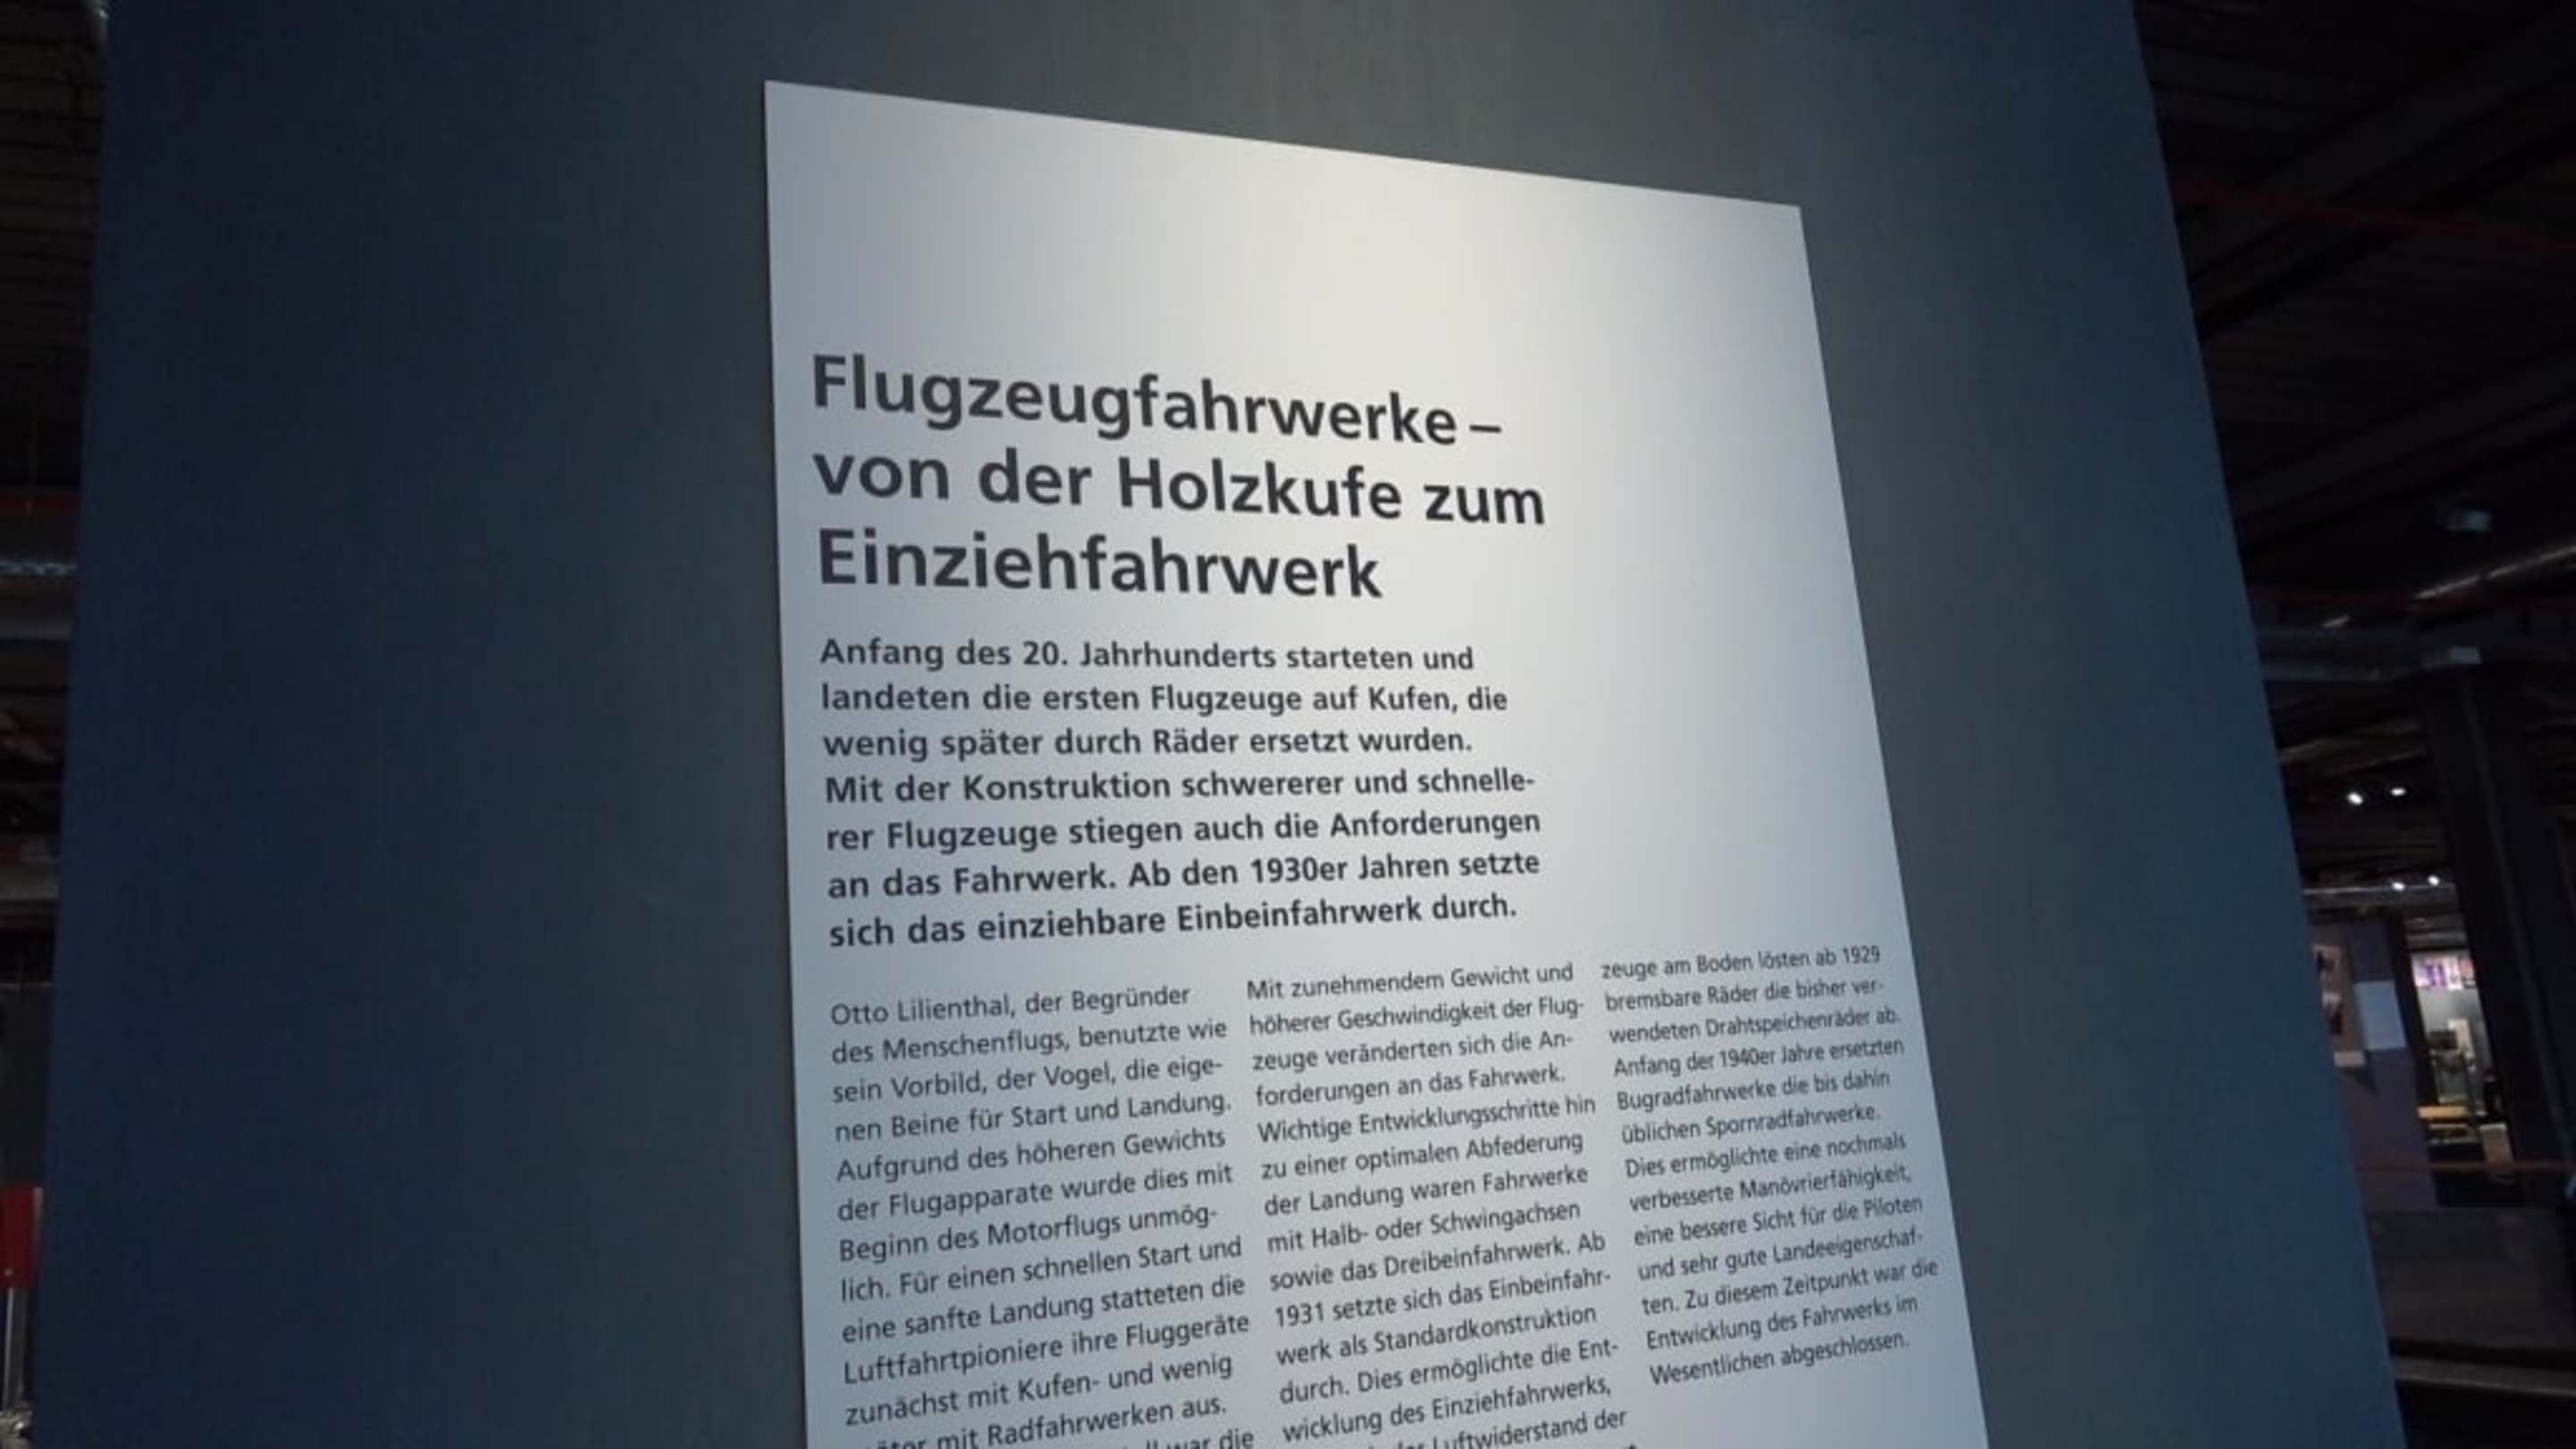 Flugzeugfahrwerke –
von der Holzkufe zum
Einziehfahrwerk
Anfang des 20. Jahrhunderts starteten und
landeten die ersten Flugzeuge auf Kufen, die
wenig später durch Räder ersetzt wurden.
Mit der Konstruktion schwererer und schnelle-
rer Flugzeuge stiegen auch die Anforderungen
an das Fahrwerk. Ab den 1930er Jahren setzte
sich das einziehbare Einbeinfahrwerk durch.
Otto Lilienthal, der Begründer
des Menschenflugs, benutzte wie
sein Vorbild, der Vogel, die eige-
nen Beine für Start und Landung.
Aufgrund des höheren Gewichts
der Flugapparate wurde dies mit
Beginn des Motorflugs unmög-
lich. Für einen schnellen Start und
eine sanfte Landung statteten die
Luftfahrtpioniere ihre Fluggeräte
zunächst mit Kufen- und wenig
mit Radfahrwerken aus.
war die
Mit zunehmendem Gewicht und
höherer Geschwindigkeit der Flug-
zeuge veränderten sich die An-
forderungen an das Fahrwerk.
Wichtige Entwicklungsschritte hin
zu einer optimalen Abfederung
der Landung waren Fahrwerke
mit Halb- oder Schwingachsen
sowie das Dreibeinfahrwerk. Ab
1931 setzte sich das Einbeinfahr-
werk als Standardkonstruktion
durch. Dies ermöglichte die Ent-
wicklung des Einziehfahrwerks,
Luftwiderstand der
zeuge am Boden lösten ab 1929
bremsbare Räder die bisher ver-
wendeten Drahtspeichenräder ab.
Anfang der 1940er Jahre ersetzten
Bugradfahrwerke die bis dahin
üblichen Spornradfahrwerke.
Dies ermöglichte eine nochmals
verbesserte Manövrierfähigkeit,
eine bessere Sicht für die Piloten
und sehr gute Landeeigenschaf-
ten. Zu diesem Zeitpunkt war die
Entwicklung des Fahrwerks im
Wesentlichen abgeschlossen.